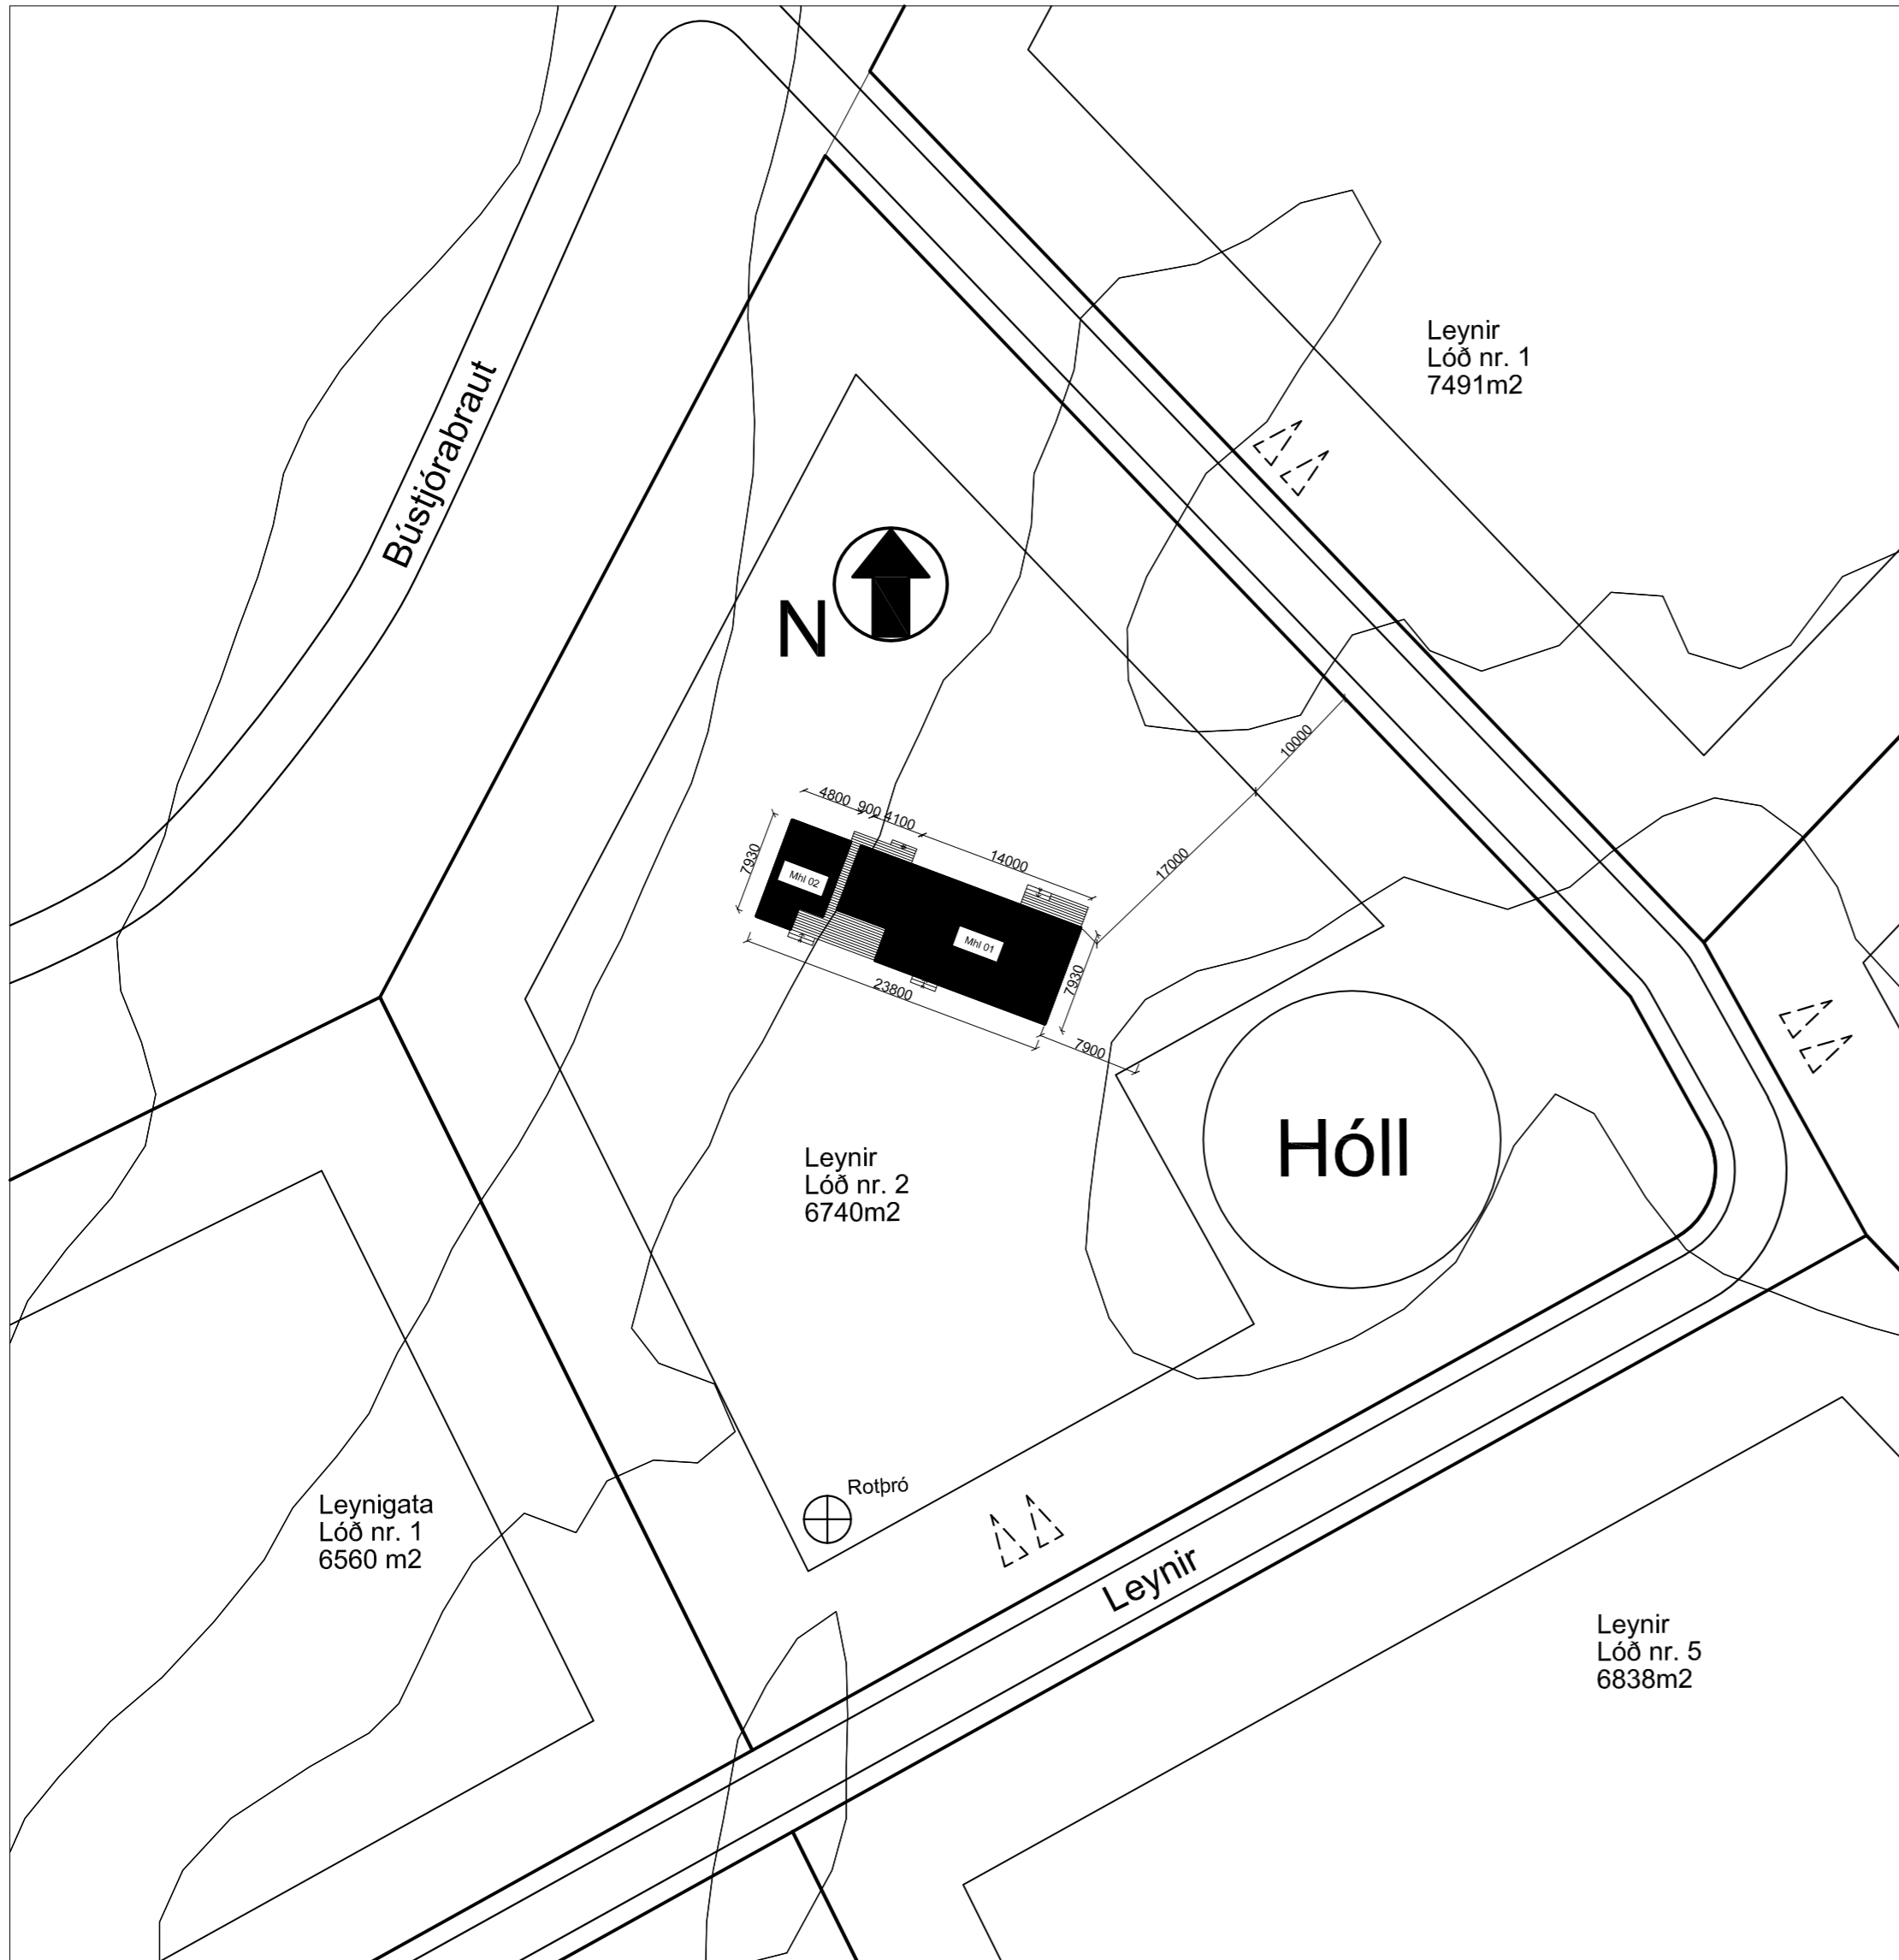 Leynir
Lóð nr. 1
7491m2
Bústjórabraut
N
10000
4800
900
4100
14000
17000
7930
Mhl 02
Mhl 01
7930
23800
7900
Hóll
Leynir
Lóð nr. 2
6740m2
Rotþró
Leynigata
Lóð nr. 1
6560 m2
Leynir
Leynir
Lóð nr. 5
6838m2